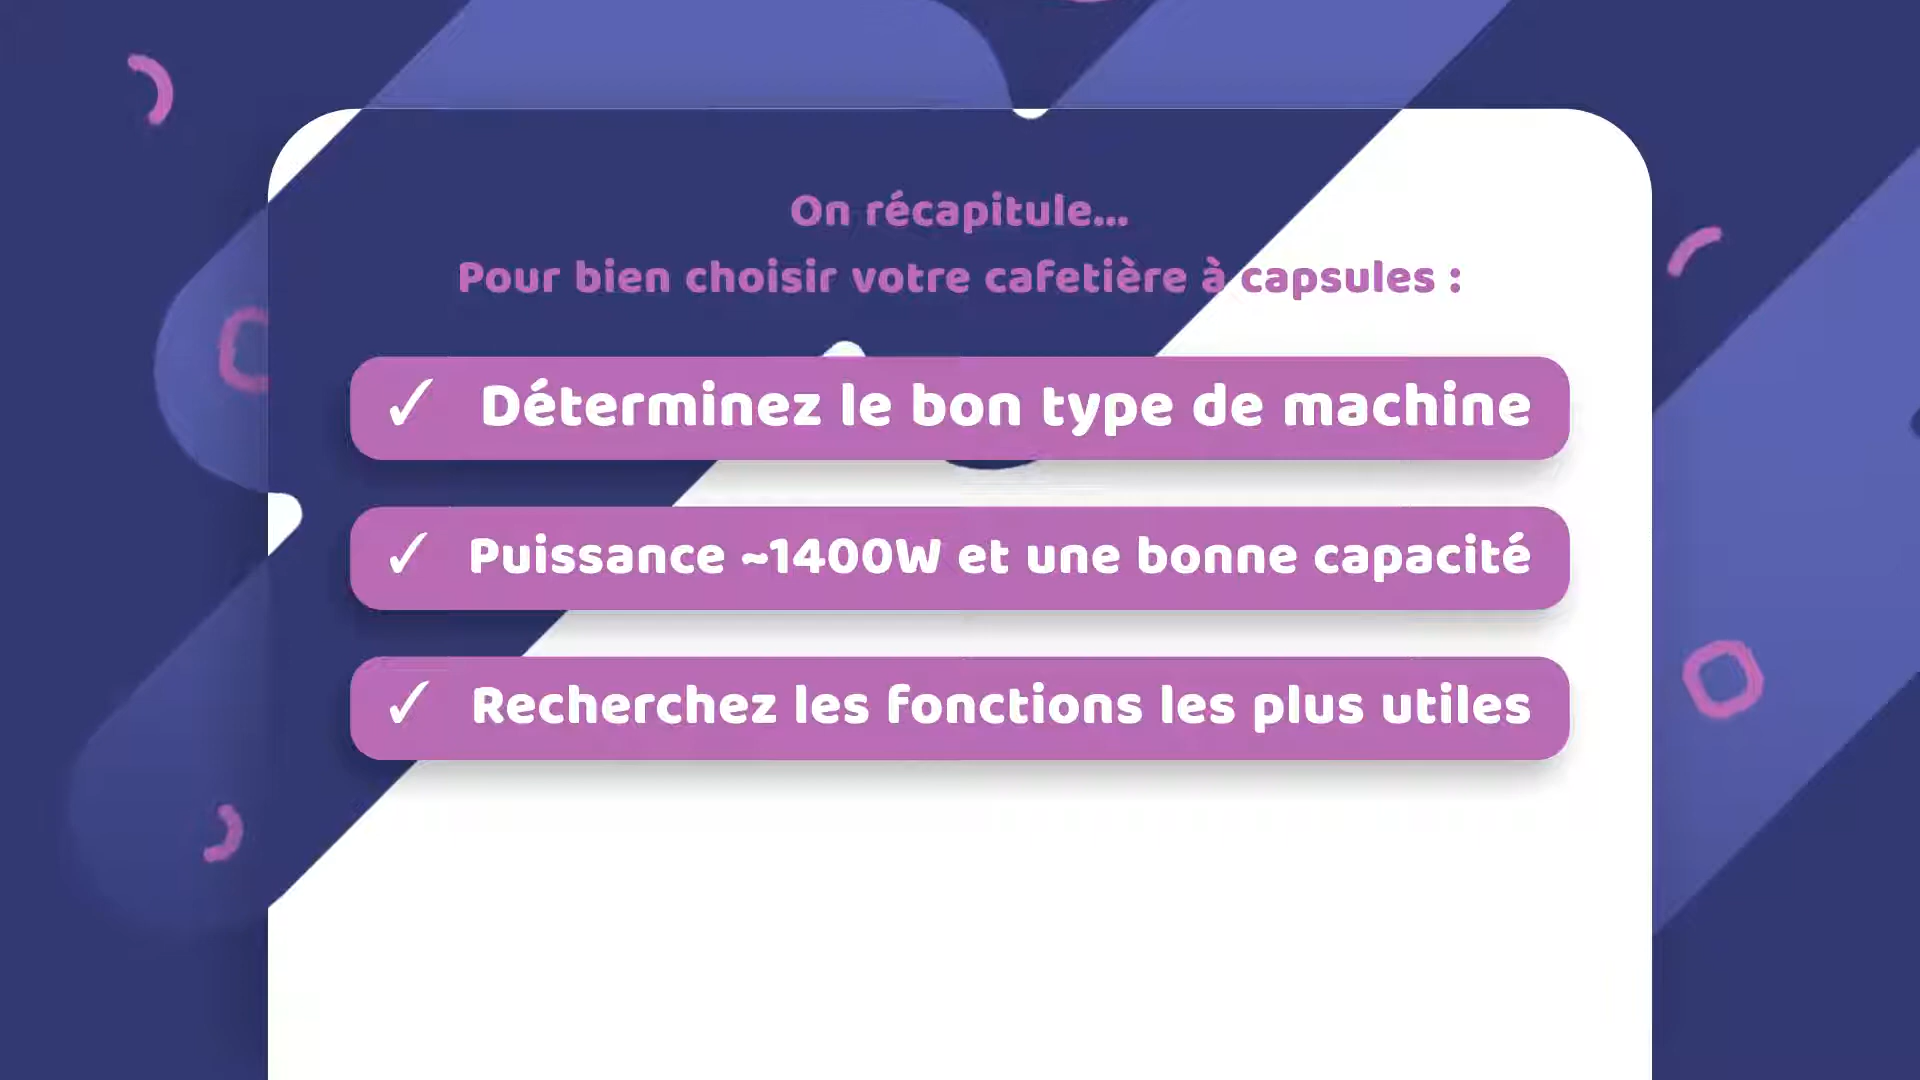 On récapitule...
Pour bien choisir votre cafetière à capsules :
✓ Déterminez le bon type de machine
✓ Puissance ~1400W et une bonne capacité
✓ Recherchez les fonctions les plus utiles